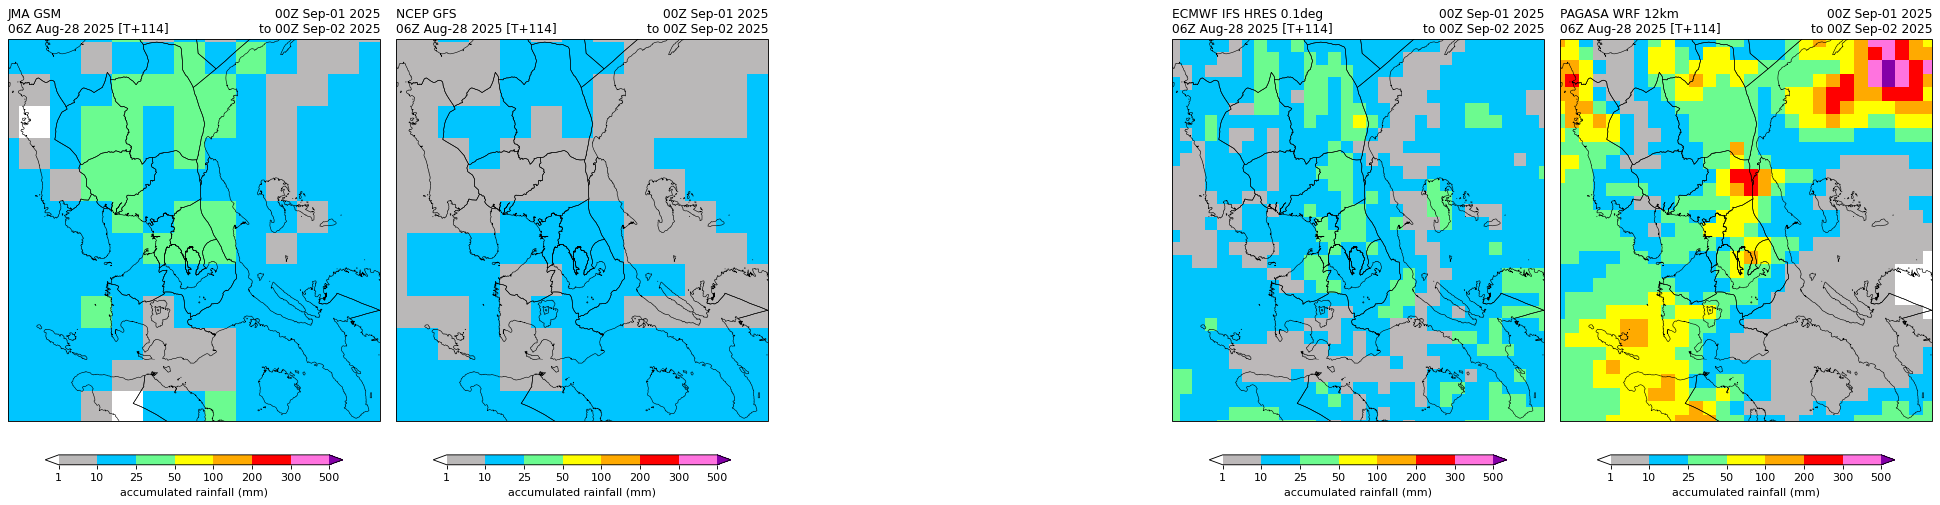 JMA GSM 00Z Sep-01 2025
06Z Aug-28 2025 [T+114] to 00Z Sep-02 2025
1 10 25 50 100 200 300 500
accumulated rainfall (mm)
NCEP GFS 00Z Sep-01 2025
06Z Aug-28 2025 [T+114] to 00Z Sep-02 2025
1 10 25 50 100 200 300 500
accumulated rainfall (mm)
ECMWF IFS HRES 0.1deg 00Z Sep-01 2025
06Z Aug-28 2025 [T+114] to 00Z Sep-02 2025
1 10 25 50 100 200 300 500
accumulated rainfall (mm)
PAGASA WRF 12km 00Z Sep-01 2025
06Z Aug-28 2025 [T+114] to 00Z Sep-02 2025
1 10 25 50 100 200 300 500
accumulated rainfall (mm)